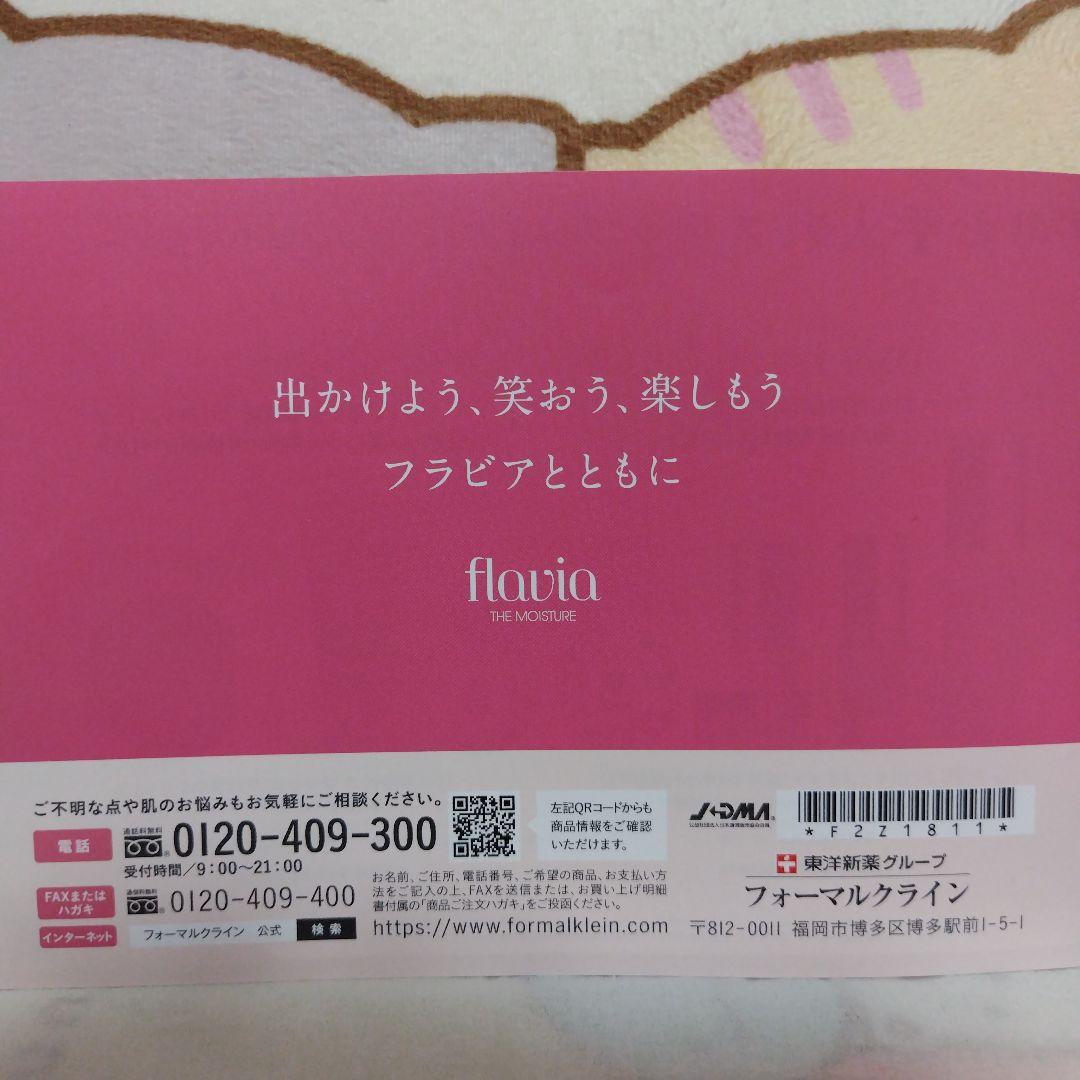 出かけよう、笑おう、楽しもう
フラビアとともに
flavia
THE MOISTURE
ご不明な点や肌のお悩みもお気軽にご相談ください。
電話
通話料無料
0120-409-300
受付時間/9:00〜21:00
FAXまたは
ハガキ
通信料無料
0120-409-400
インターネット
フォーマルクライン 公式
検索
左記QRコードからも
商品情報をご確認
いただけます。
お名前、ご住所、電話番号、ご希望の商品、お支払い方
法をご記入の上、FAXを送信または、お買い上げ明細
書付属の「商品ご注文ハガキ」をご投函ください。
https://www.formalklein.com
JADMA
*F2Z1811*
東洋新薬グループ
フォーマルクライン
〒812-0011 福岡市博多区博多駅前1-5-1